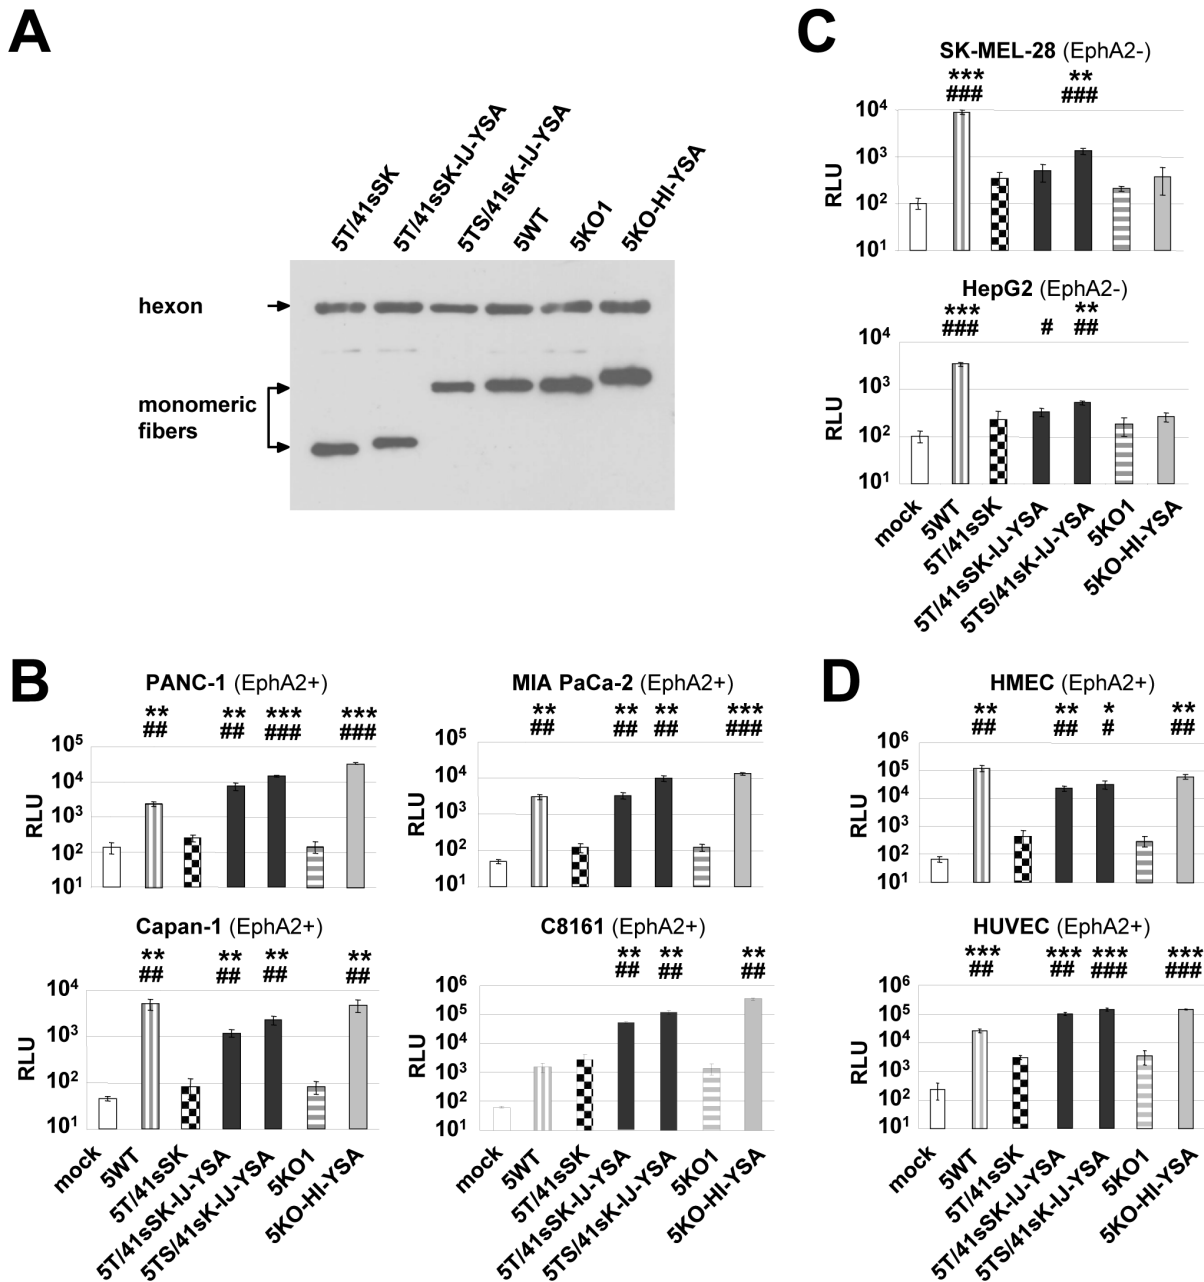 A
5T/41sSK
5T/41sSK-IJ-YSA
5TS/41sK-IJ-YSA
5WT
5KO1
5KO-HI-YSA
hexon
monomeric
fibers
C
SK-MEL-28 (EphA2-)
*** **
### ###
RLU
10⁴
10³
10²
10¹
HepG2 (EphA2-)
*** **
### # ##
RLU
10⁴
10³
10²
10¹
mock
5WT
5T/41sSK
5T/41sSK-IJ-YSA
5TS/41sK-IJ-YSA
5KO1
5KO-HI-YSA
B
PANC-1 (EphA2+)
** ** *** ***
## ## ### ###
RLU
10⁵
10⁴
10³
10²
10¹
MIA PaCa-2 (EphA2+)
** ** ** ***
## ## ## ###
RLU
10⁵
10⁴
10³
10²
10¹
Capan-1 (EphA2+)
** ** ** **
## ## ## ##
RLU
10⁴
10³
10²
10¹
mock
5WT
5T/41sSK
5T/41sSK-IJ-YSA
5TS/41sK-IJ-YSA
5KO1
5KO-HI-YSA
C8161 (EphA2+)
** ** **
## ## ##
RLU
10⁶
10⁵
10⁴
10³
10²
10¹
mock
5WT
5T/41sSK
5T/41sSK-IJ-YSA
5TS/41sK-IJ-YSA
5KO1
5KO-HI-YSA
D
HMEC (EphA2+)
** ** * **
## ## # ##
RLU
10⁶
10⁵
10⁴
10³
10²
10¹
HUVEC (EphA2+)
*** *** *** ***
## ## ### ###
RLU
10⁶
10⁵
10⁴
10³
10²
10¹
mock
5WT
5T/41sSK
5T/41sSK-IJ-YSA
5TS/41sK-IJ-YSA
5KO1
5KO-HI-YSA